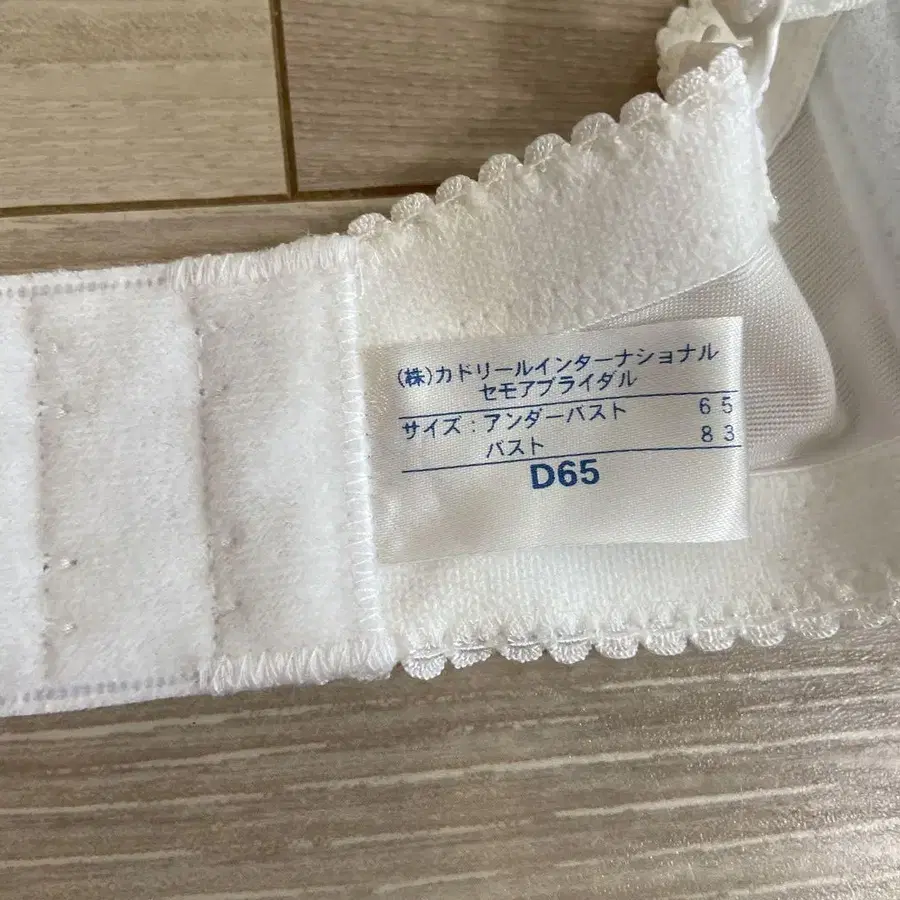 (株)カドリールインターナショナル
セモアブライダル
サイズ:アンダーバスト 65
バスト 83
D65